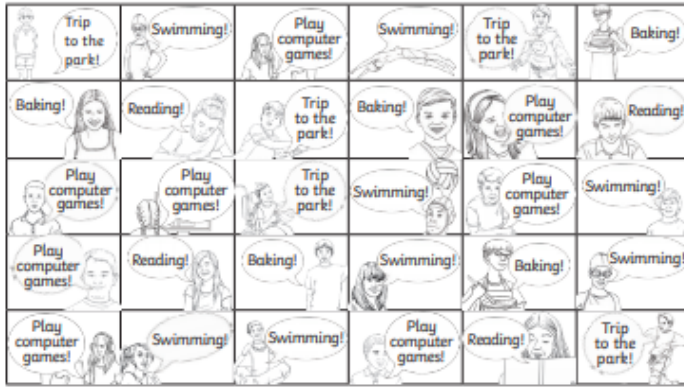 Trip
to the
park!
Swimming!
Play
computer
games!
Swimming!
Trip
to the
park!
Baking!
Baking!
Reading!
Trip
to the
park!
Baking!
Play
computer
games!
Reading!
Play
computer
games!
Play
computer
games!
Trip
to the
park!
Swimming!
Play
computer
games!
Swimming!
Play
computer
games!
Reading!
Baking!
Swimming!
Baking!
Swimming!
Play
computer
games!
Swimming!
Swimming!
Play
computer
games!
Reading!
Trip
to the
park!